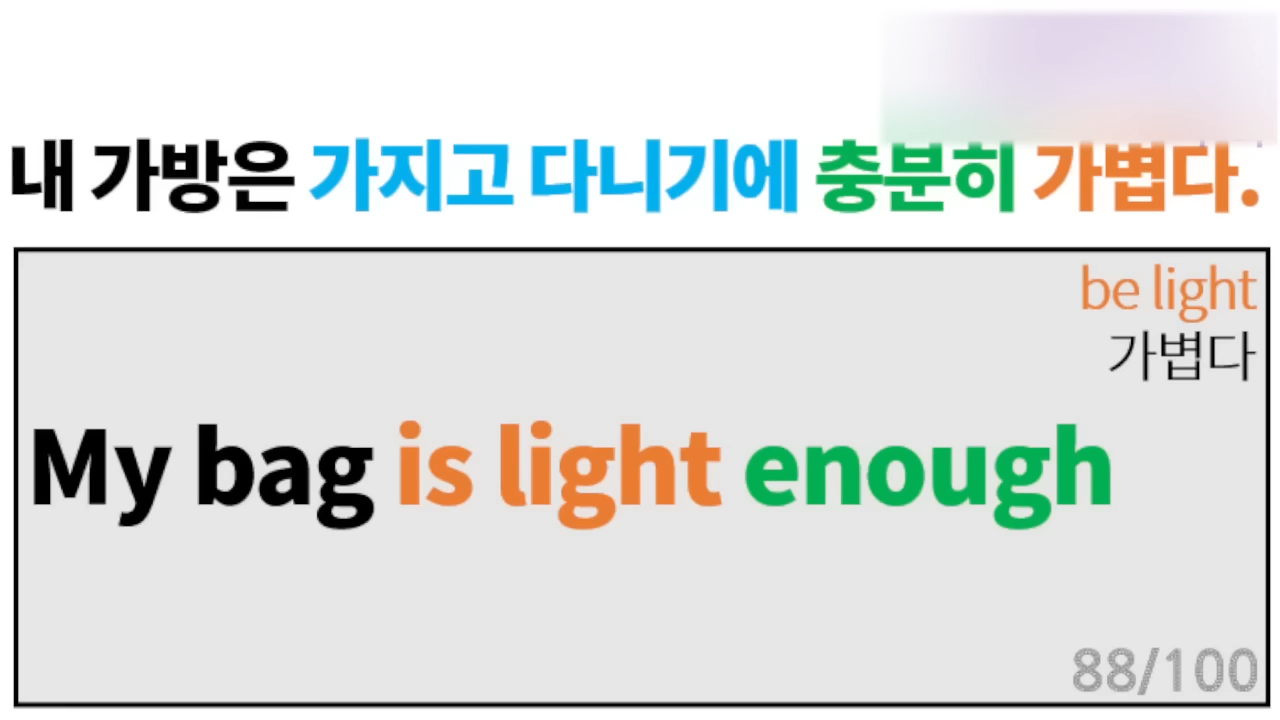 내 가방은 가지고 다니기에 충분히 가볍다.
be light
가볍다
My bag is light enough
88/100